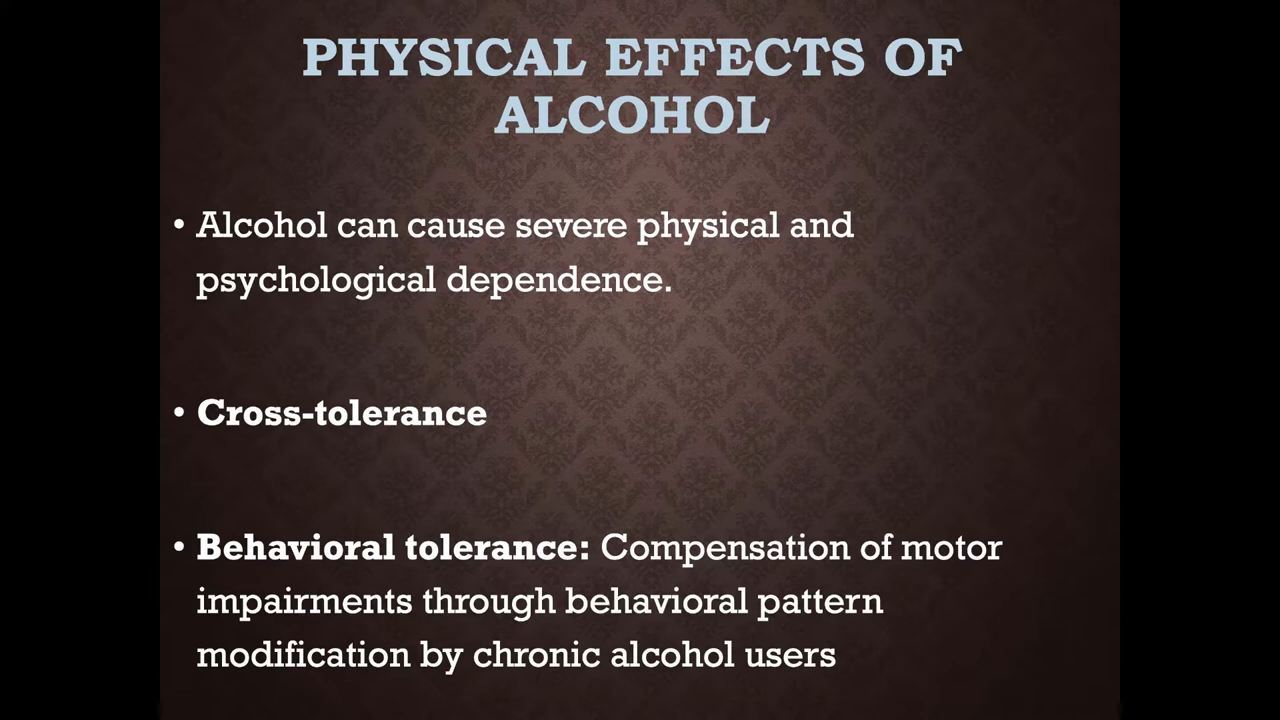 PHYSICAL EFFECTS OF
ALCOHOL
• Alcohol can cause severe physical and
psychological dependence.
• Cross-tolerance
• Behavioral tolerance: Compensation of motor
impairments through behavioral pattern
modification by chronic alcohol users